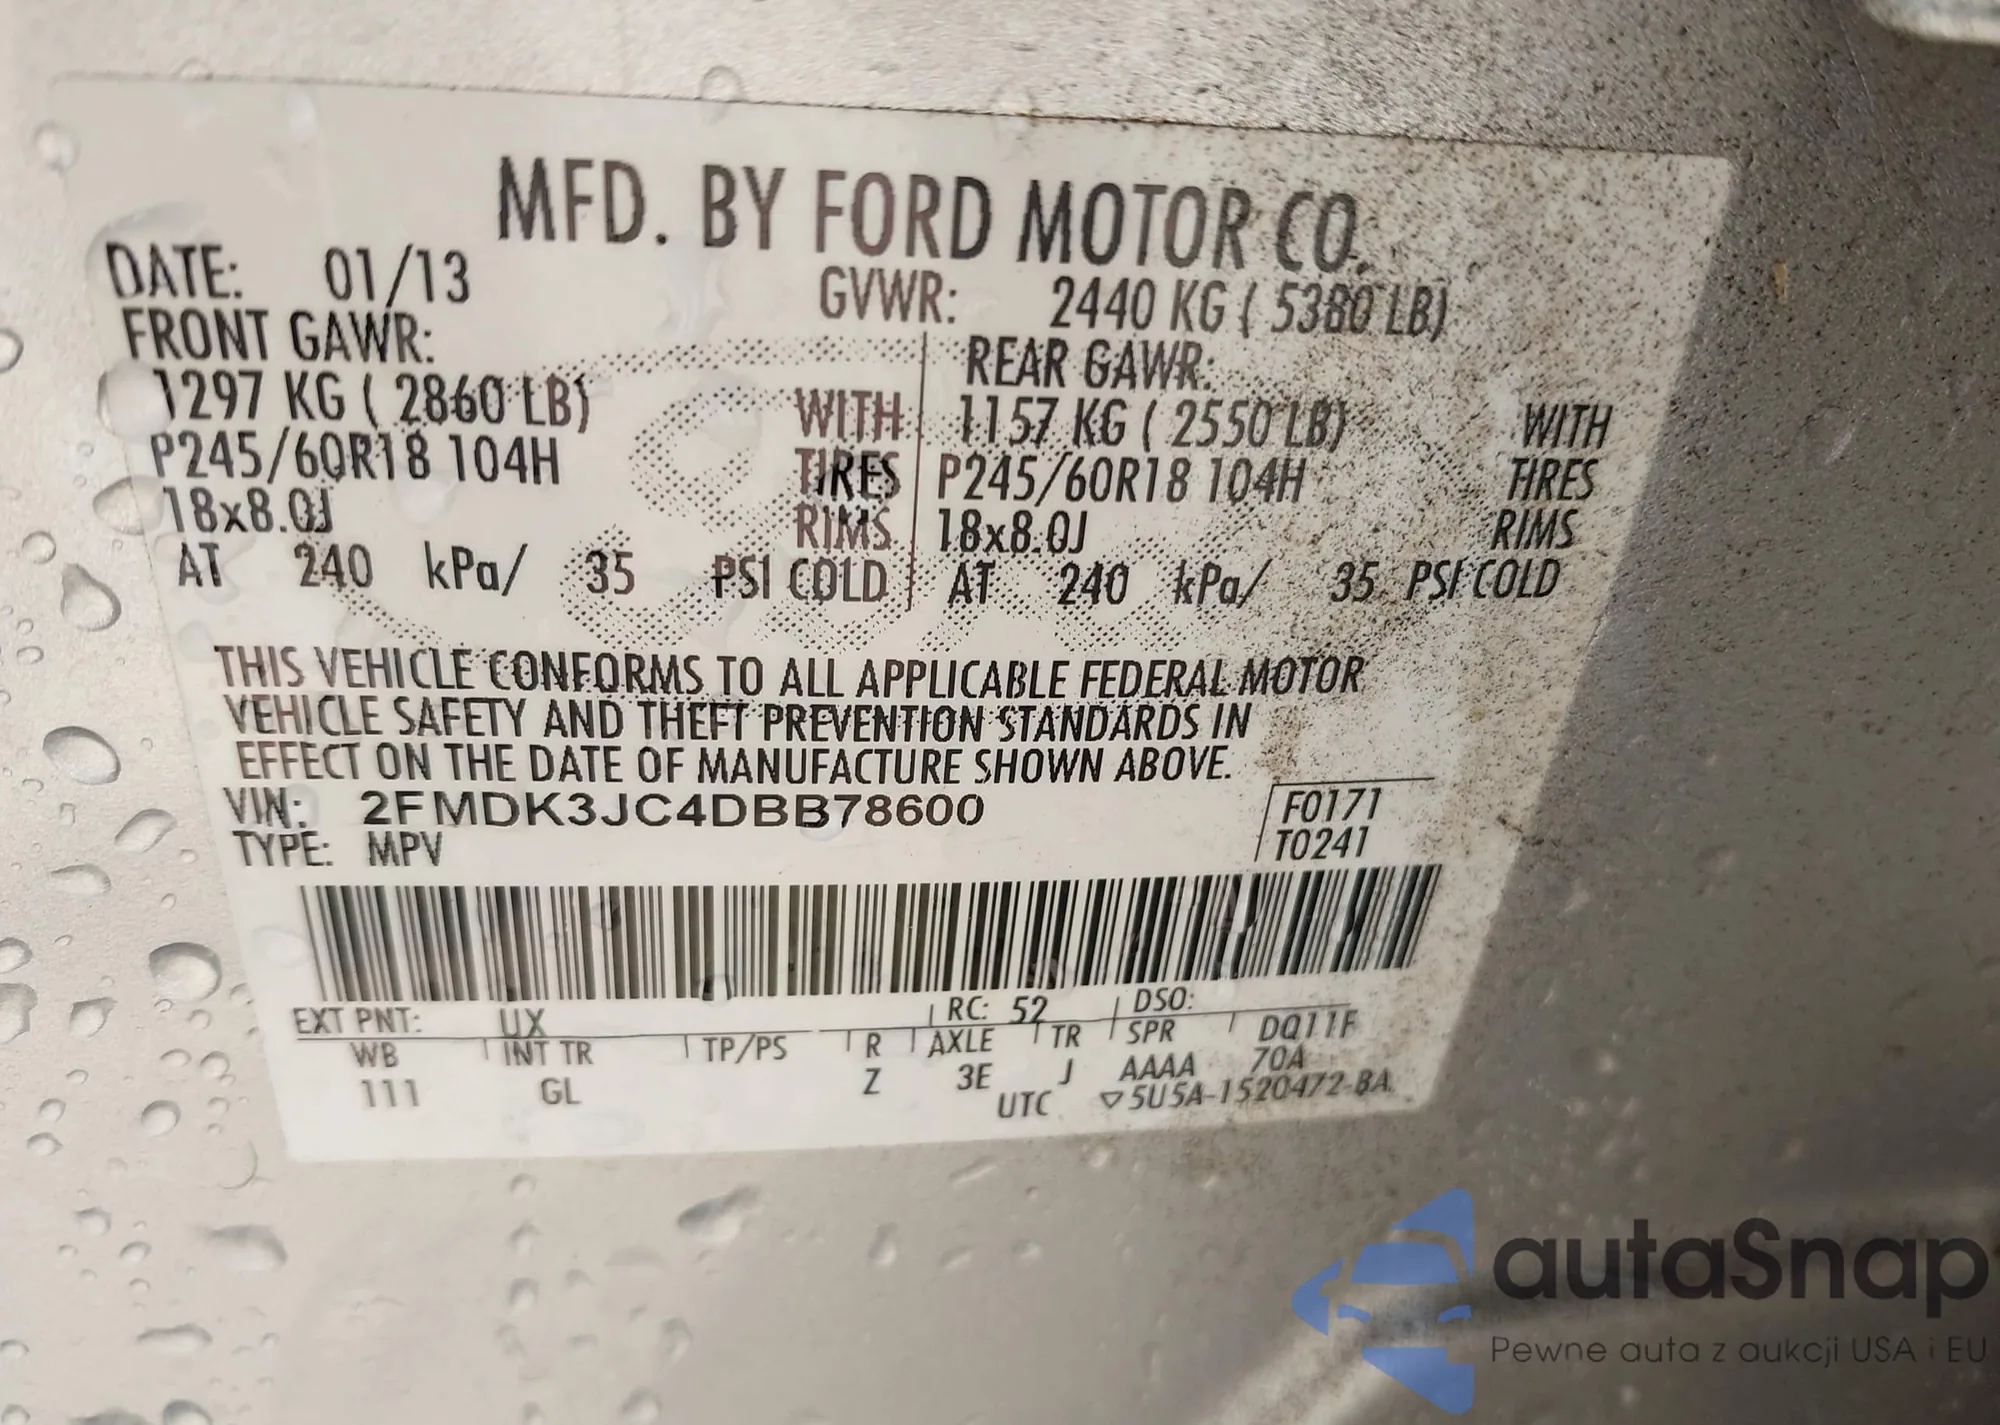 MFD. BY FORD MOTOR CO.
DATE: 01/13 GVWR: 2440 KG ( 5380 LB)
FRONT GAWR: REAR GAWR:
1297 KG ( 2860 LB) WITH 1157 KG ( 2550 LB) WITH
P245/60R18 104H TIRES P245/60R18 104H TIRES
18x8.0J RIMS 18x8.0J RIMS
AT 240 kPa/ 35 PSI COLD AT 240 kPa/ 35 PSI COLD
THIS VEHICLE CONFORMS TO ALL APPLICABLE FEDERAL MOTOR
VEHICLE SAFETY AND THEFT PREVENTION STANDARDS IN
EFFECT ON THE DATE OF MANUFACTURE SHOWN ABOVE.
VIN: 2FMDK3JC4DBB78600 F0171
TYPE: MPV T0241
EXT PNT: UX RC: 52 DSO:
WB INT TR TP/PS R AXLE TR SPR DQ11F
111 GL Z 3E J AAAA 70A
UTC ▽5U5A-1520472-BA
autaSnap
Pewne auta z aukcji USA i EU